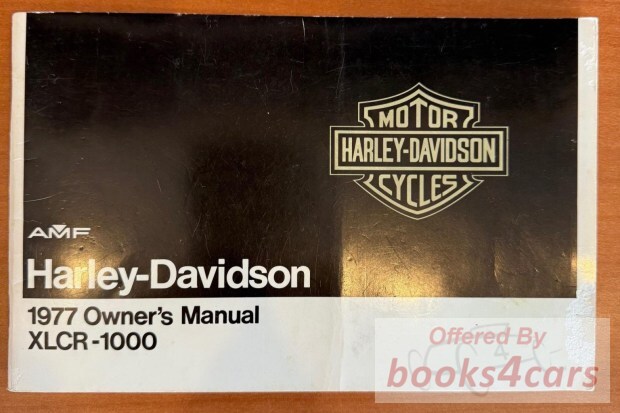 MOTOR
HARLEY-DAVIDSON
CYCLES
AMF
Harley-Davidson
1977 Owner's Manual
XLCR-1000
Offered By
books4cars